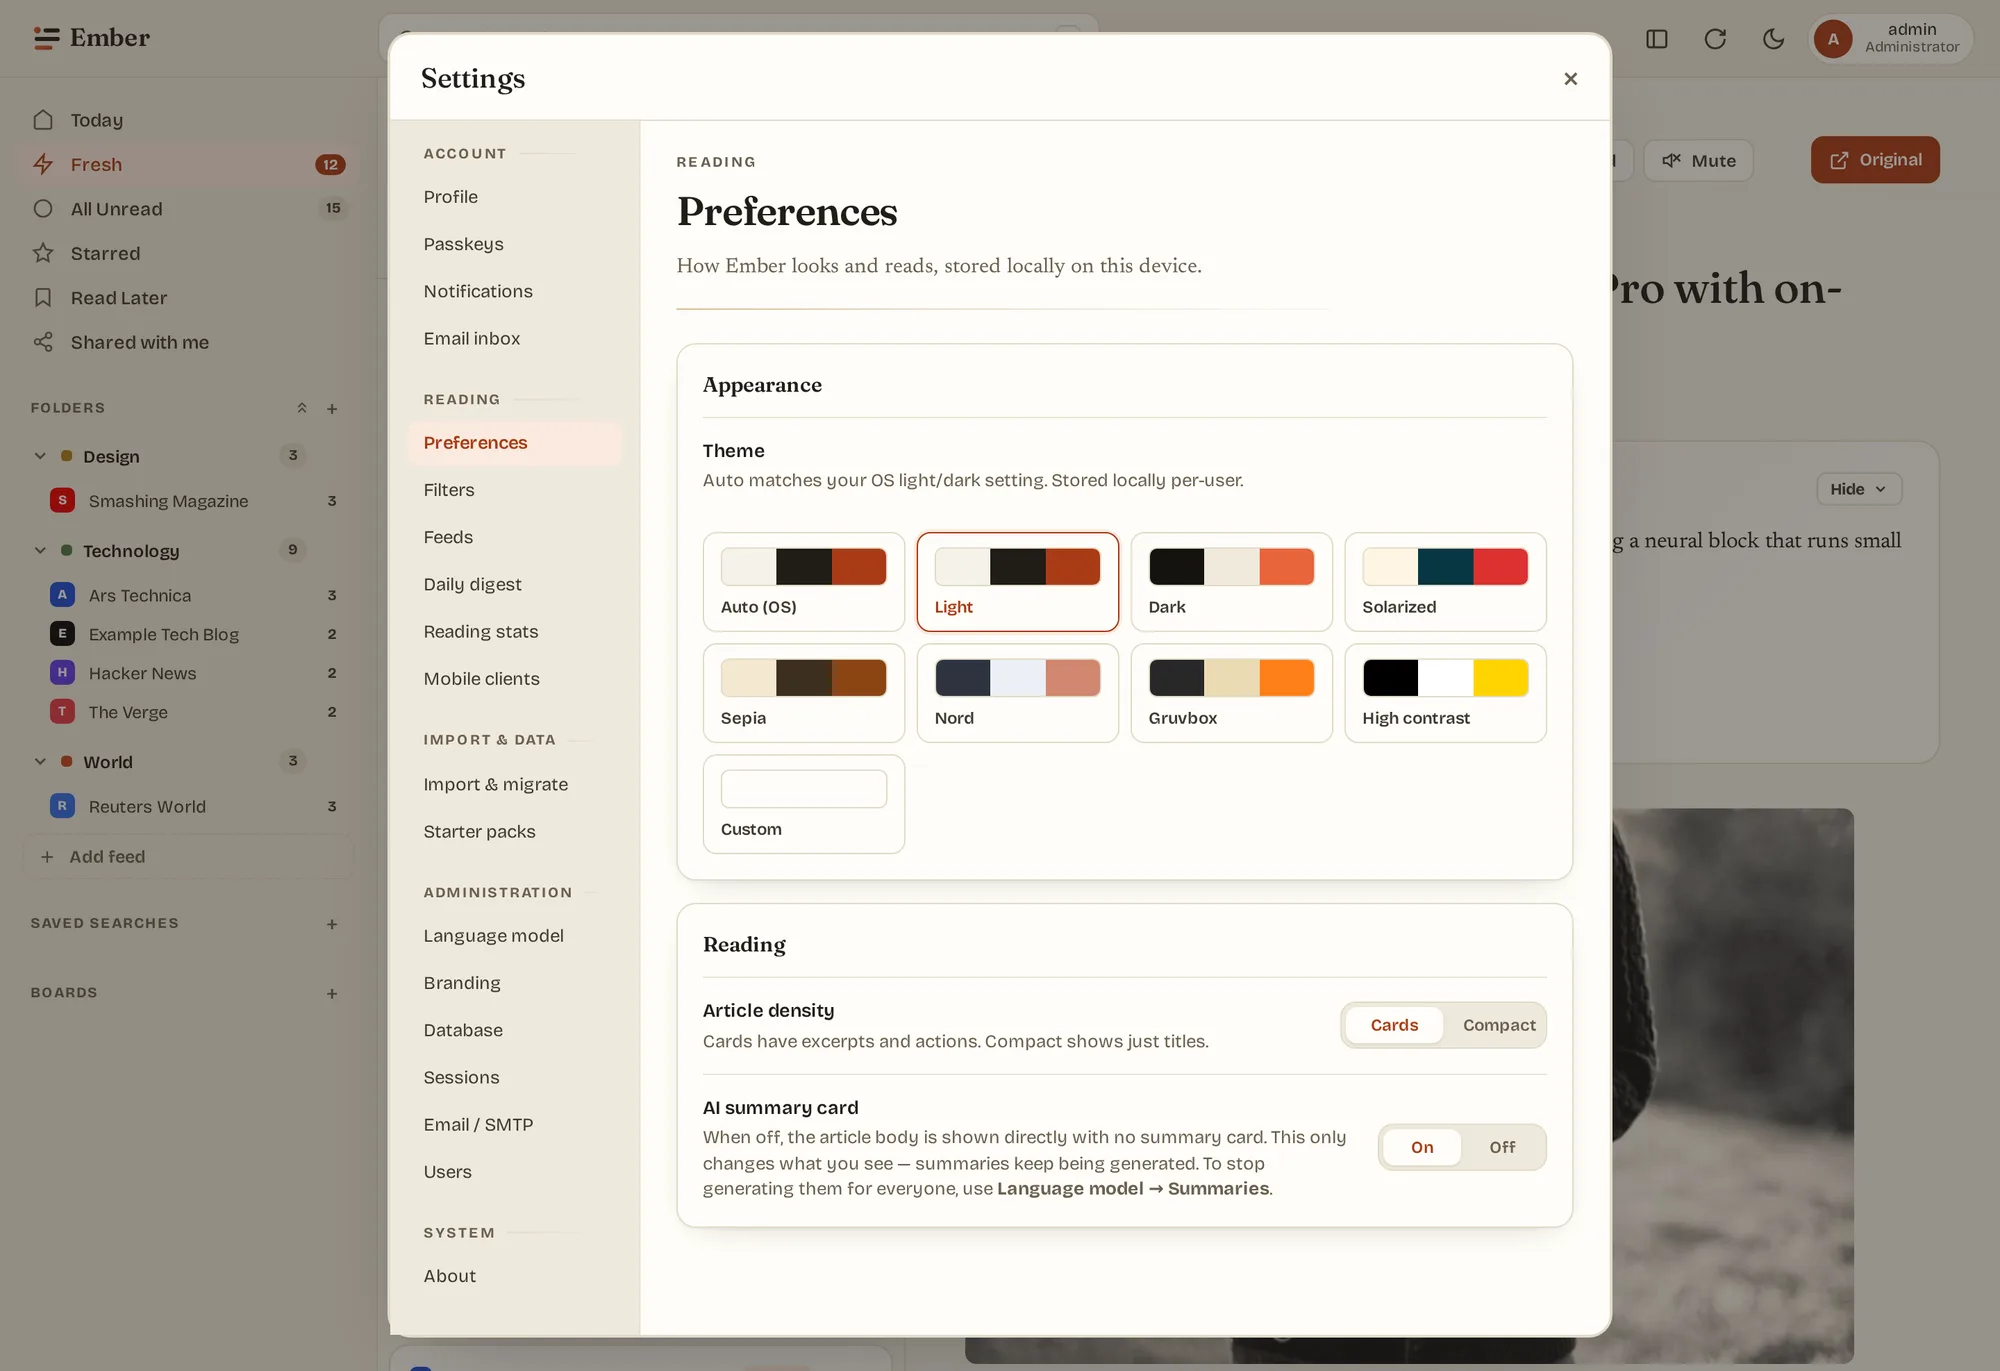 Ember
A
admin
Administrator
Today
Fresh
12
All Unread
15
Starred
Read Later
Shared with me
FOLDERS
Design
3
S
Smashing Magazine
3
Technology
9
A
Ars Technica
3
E
Example Tech Blog
2
H
Hacker News
2
T
The Verge
2
World
3
R
Reuters World
3
Add feed
SAVED SEARCHES
BOARDS
Settings
ACCOUNT
Profile
Passkeys
Notifications
Email inbox
READING
Preferences
Filters
Feeds
Daily digest
Reading stats
Mobile clients
IMPORT & DATA
Import & migrate
Starter packs
ADMINISTRATION
Language model
Branding
Database
Sessions
Email / SMTP
Users
SYSTEM
About
READING
Preferences
How Ember looks and reads, stored locally on this device.
Appearance
Theme
Auto matches your OS light/dark setting. Stored locally per-user.
Auto (OS)
Light
Dark
Solarized
Sepia
Nord
Gruvbox
High contrast
Custom
Reading
Article density
Cards have excerpts and actions. Compact shows just titles.
Cards
Compact
AI summary card
When off, the article body is shown directly with no summary card. This only
changes what you see — summaries keep being generated. To stop
generating them for everyone, use Language model → Summaries.
On
Off
Mute
Original
Pro with on-
Hide
g a neural block that runs small